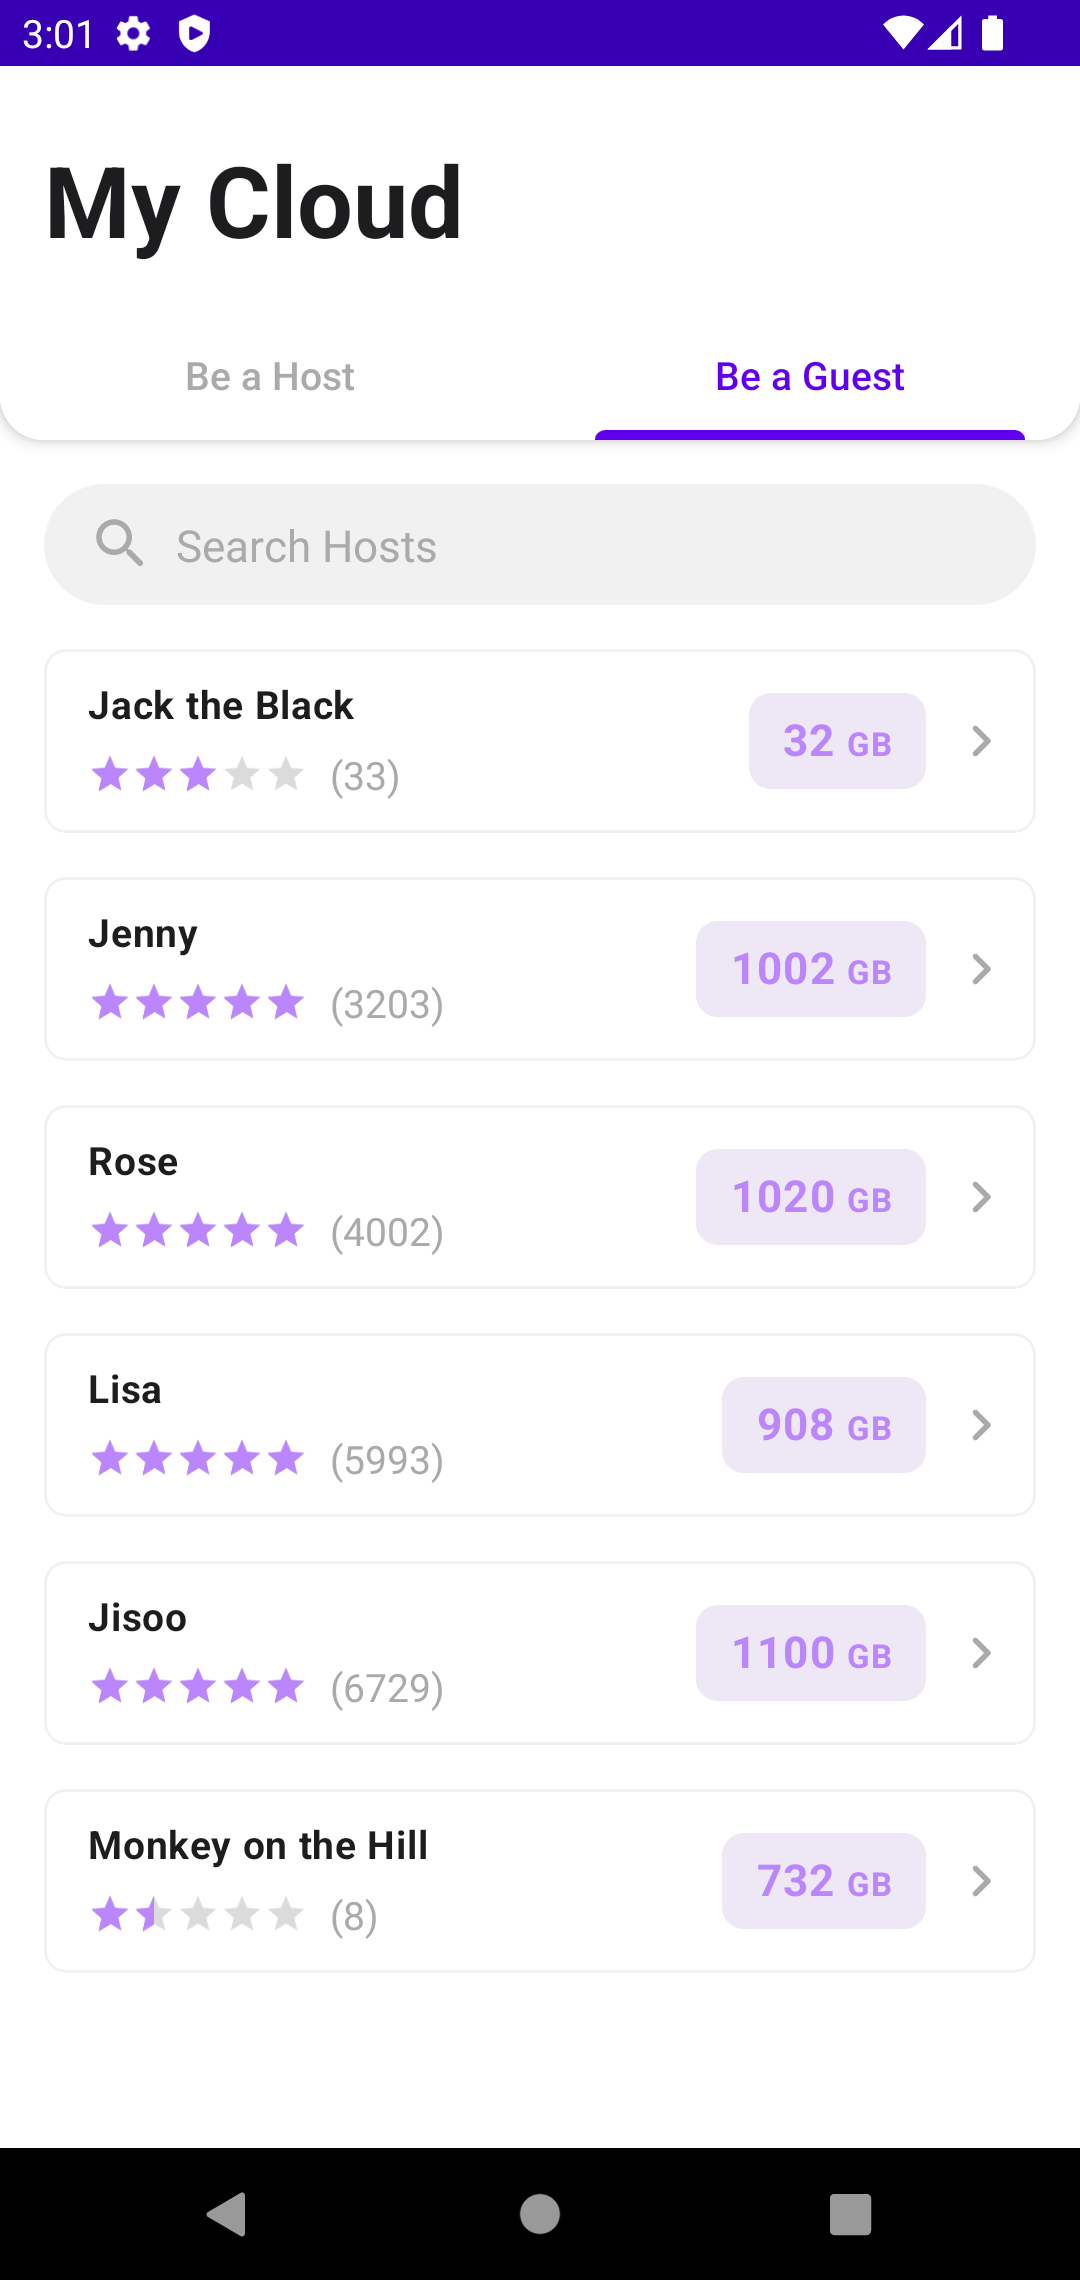 3:01
My Cloud
Be a Host
Be a Guest
Search Hosts
Jack the Black
(33)
32 GB
Jenny
(3203)
1002 GB
Rose
(4002)
1020 GB
Lisa
(5993)
908 GB
Jisoo
(6729)
1100 GB
Monkey on the Hill
(8)
732 GB